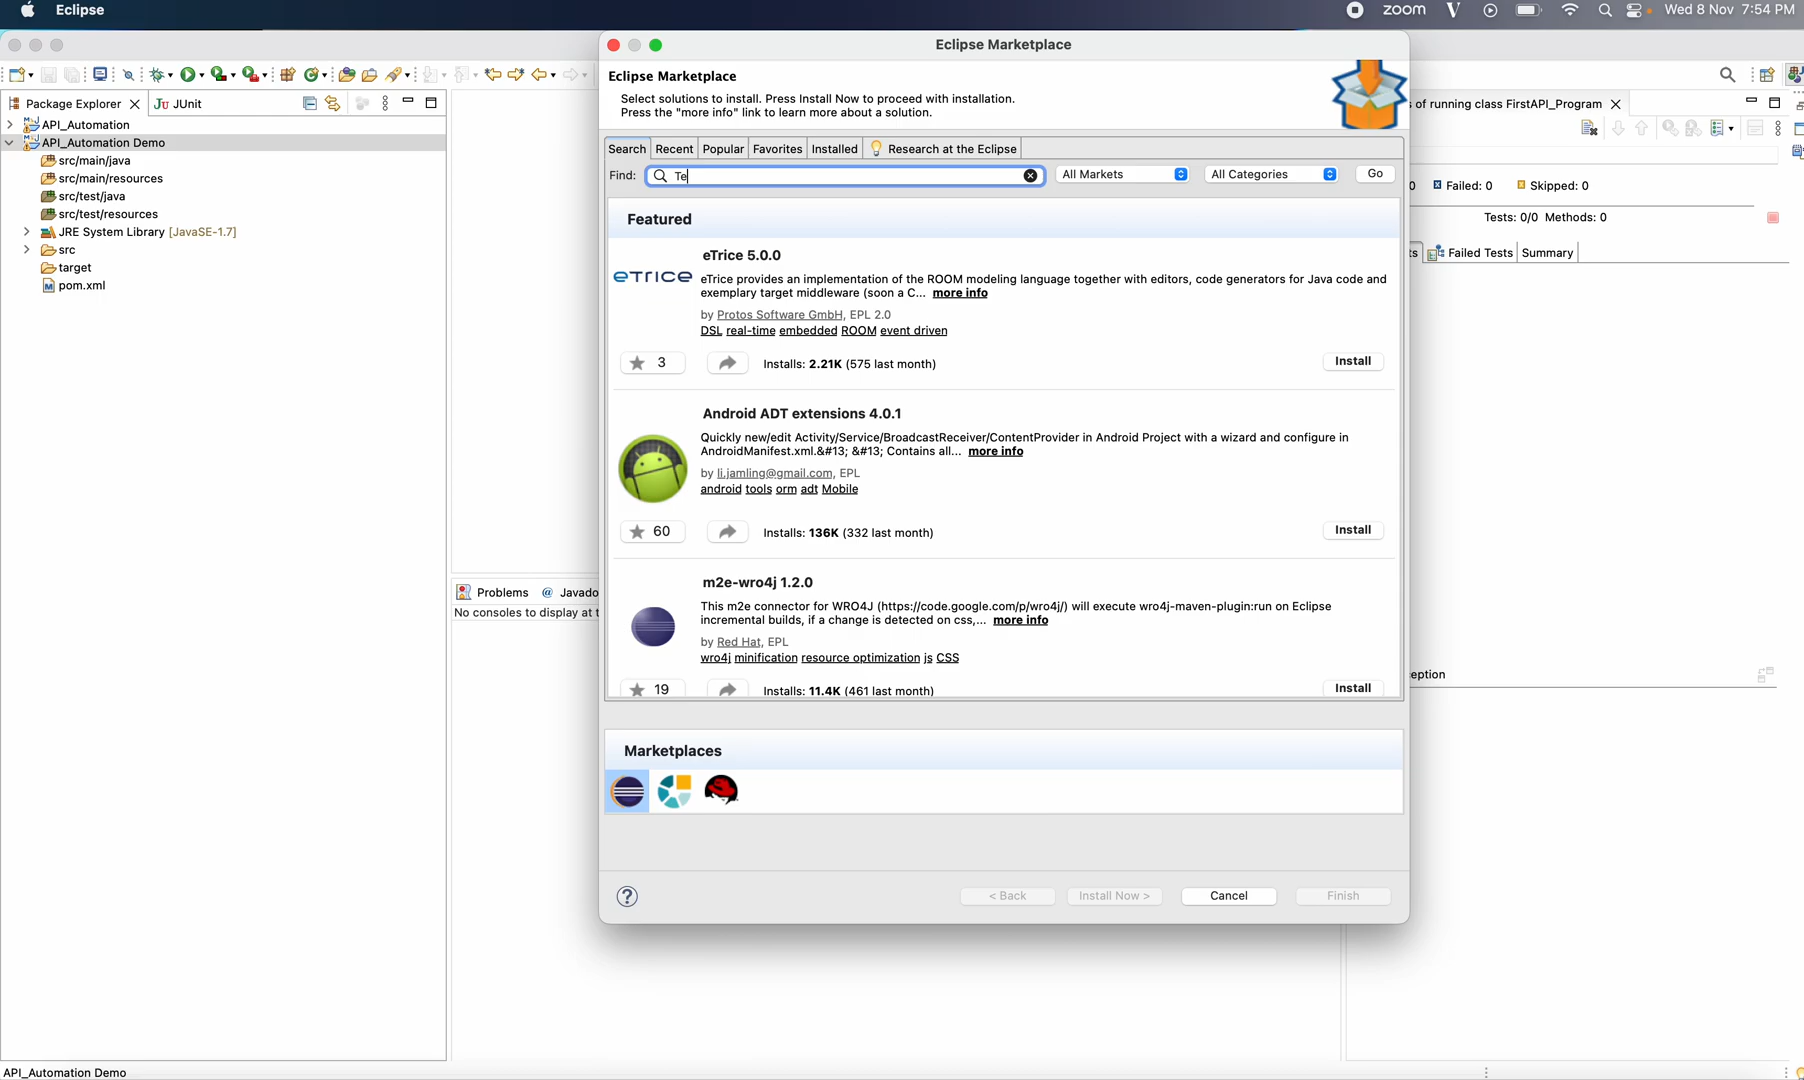 Eclipse
zoom
Wed 8 Nov 7:54 PM
Eclipse Marketplace
Eclipse Marketplace
Select solutions to install. Press Install Now to proceed with installation.
Press the "more info" link to learn more about a solution.
Package Explorer
JUnit
s of running class FirstAPI_Program
API_Automation
API_Automation Demo
src/main/java
src/main/resources
src/test/java
src/test/resources
JRE System Library [JavaSE-1.7]
src
target
pom.xml
Search
Recent
Popular
Favorites
Installed
Research at the Eclipse
Find:
Te
All Markets
All Categories
Go
0
Failed: 0
Skipped: 0
Tests: 0/0 Methods: 0
ts
Failed Tests
Summary
Featured
eTrice 5.0.0
eTRICE
eTrice provides an implementation of the ROOM modeling language together with editors, code generators for Java code and
exemplary target middleware (soon a C... more info
by Protos Software GmbH, EPL 2.0
DSL real-time embedded ROOM event driven
3
Installs: 2.21K (575 last month)
Install
Android ADT extensions 4.0.1
Quickly new/edit Activity/Service/BroadcastReceiver/ContentProvider in Android Project with a wizard and configure in
AndroidManifest.xml.&#13; &#13; Contains all... more info
by li.jamling@gmail.com, EPL
android tools orm adt Mobile
60
Installs: 136K (332 last month)
Install
m2e-wro4j 1.2.0
This m2e connector for WRO4J (https://code.google.com/p/wro4j/) will execute wro4j-maven-plugin:run on Eclipse
incremental builds, if a change is detected on css,... more info
by Red Hat, EPL
wro4j minification resource optimization js CSS
19
Installs: 11.4K (461 last month)
Install
Problems
@ Javado
No consoles to display at t
eption
Marketplaces
< Back
Install Now >
Cancel
Finish
API_Automation Demo